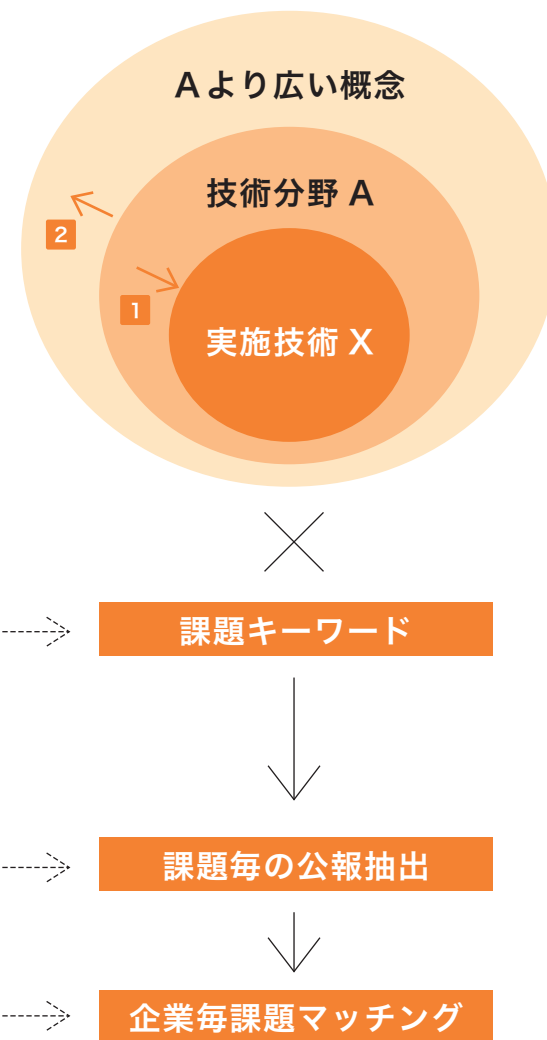 Aより広い概念
技術分野 A
2
1
実施技術 X
課題キーワード
課題毎の公報抽出
企業毎課題マッチング